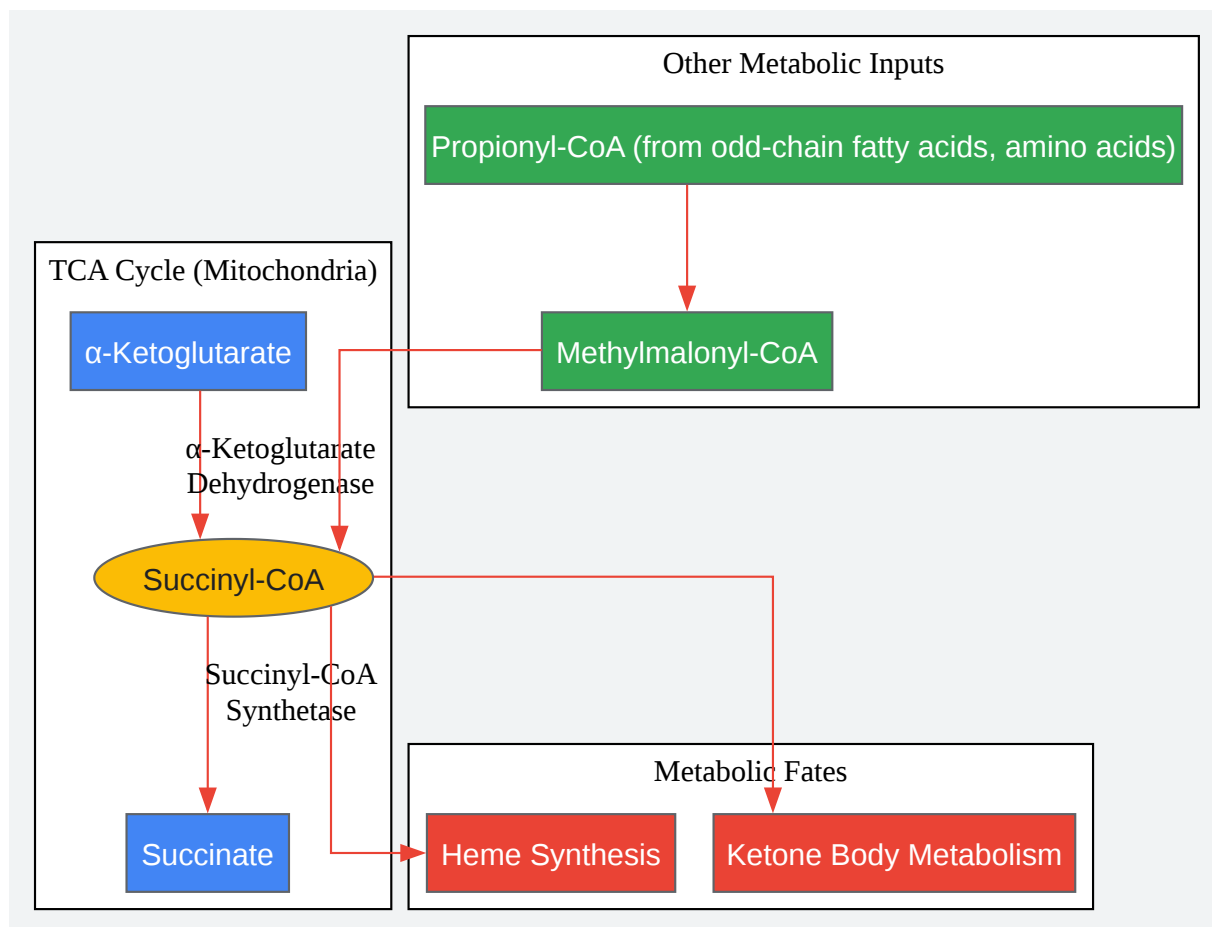 Other Metabolic Inputs
Propionyl-CoA (from odd-chain fatty acids, amino acids)
TCA Cycle (Mitochondria)
α-Ketoglutarate
Methylmalonyl-CoA
α-Ketoglutarate
Dehydrogenase
Succinyl-CoA
Succinyl-CoA
Synthetase
Metabolic Fates
Succinate
Heme Synthesis
Ketone Body Metabolism